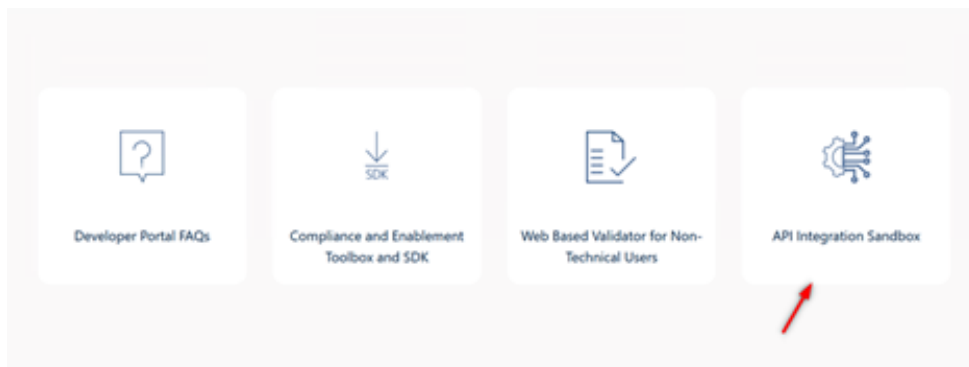 Developer Portal FAQs
SDK
Compliance and Enablement
Toolbox and SDK
Web Based Validator for Non-
Technical Users
API Integration Sandbox